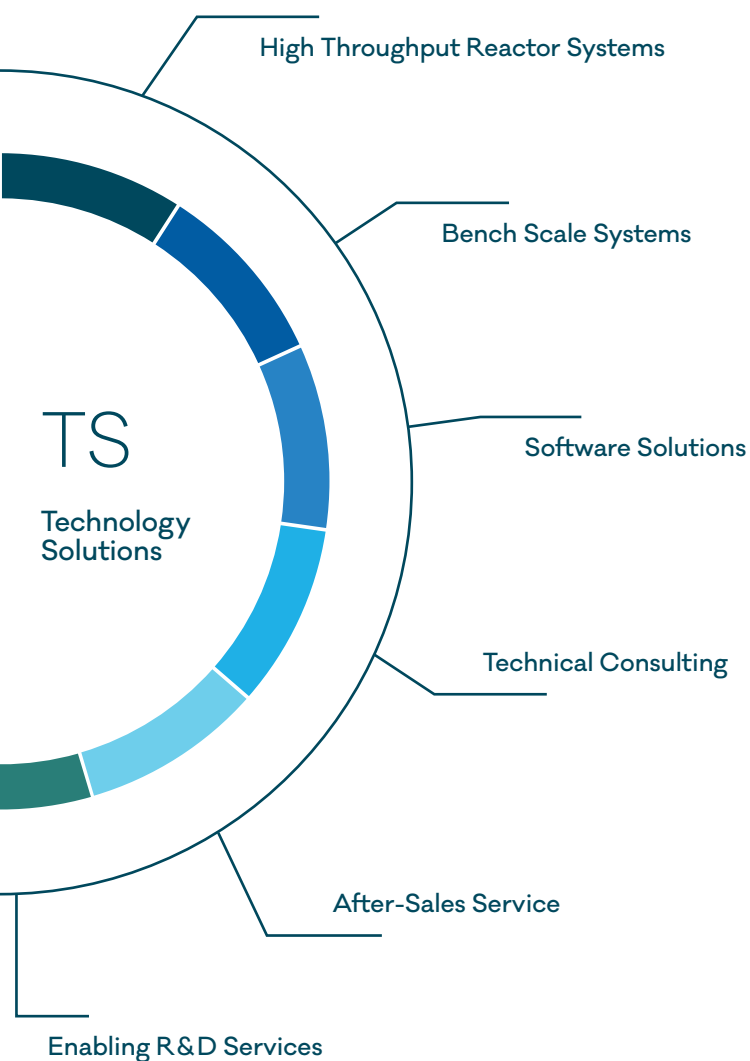 High Throughput Reactor Systems
Bench Scale Systems
Software Solutions
TS
Technology
Solutions
Technical Consulting
After-Sales Service
Enabling R&D Services